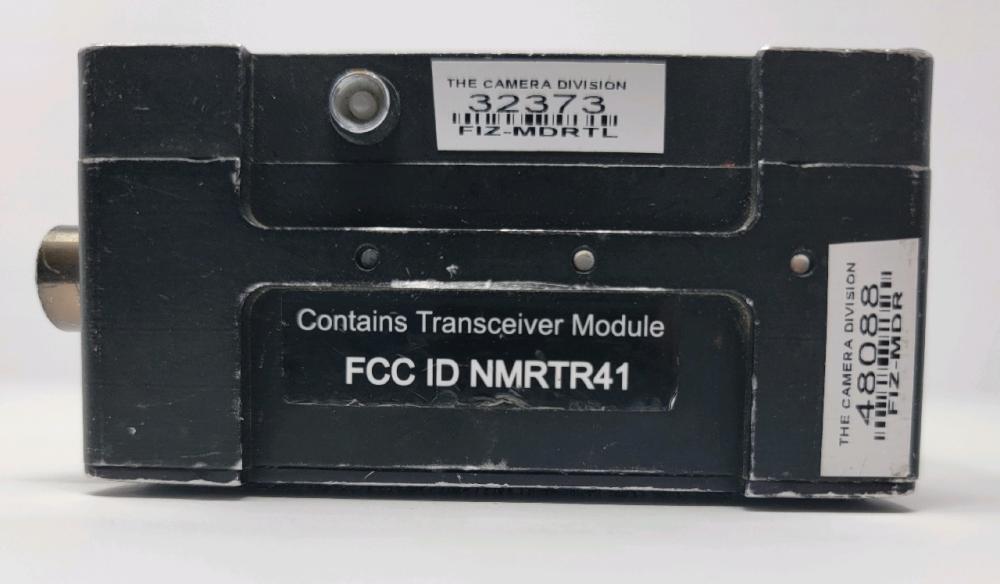 THE CAMERA DIVISION
32373
FIZ-MDRTL
Contains Transceiver Module
FCC ID NMRTR41
THE CAMERA DIVISION
48088
FIZ-MDR